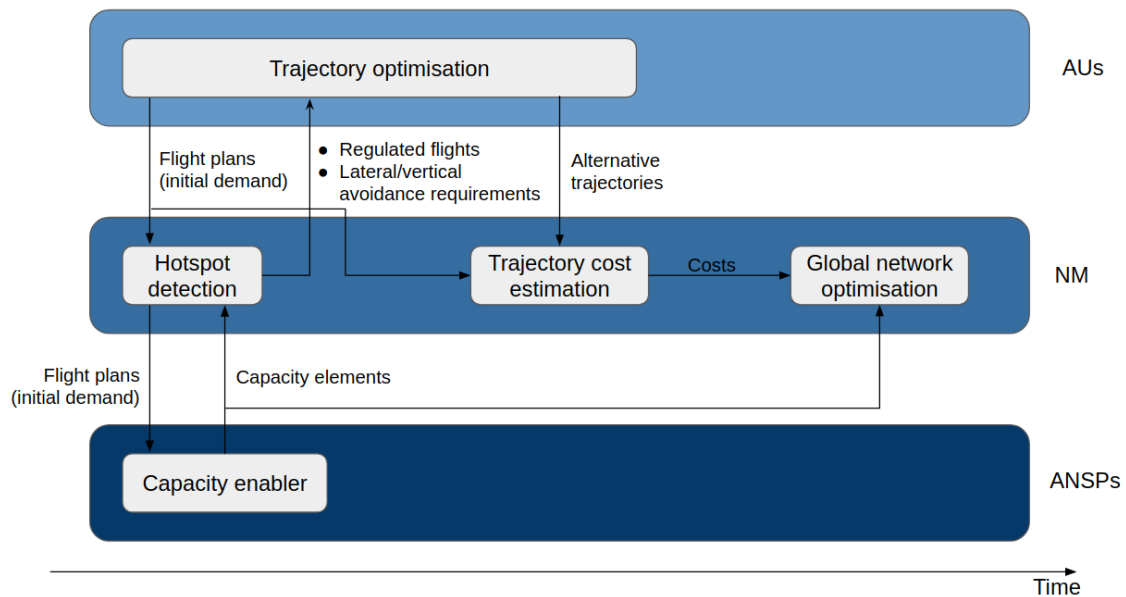 Trajectory optimisation
AUs
Flight plans
(initial demand)
● Regulated flights
● Lateral/vertical
avoidance requirements
Alternative
trajectories
Hotspot
detection
Trajectory cost
estimation
Costs
Global network
optimisation
NM
Flight plans
(initial demand)
Capacity elements
Capacity enabler
ANSPs
Time